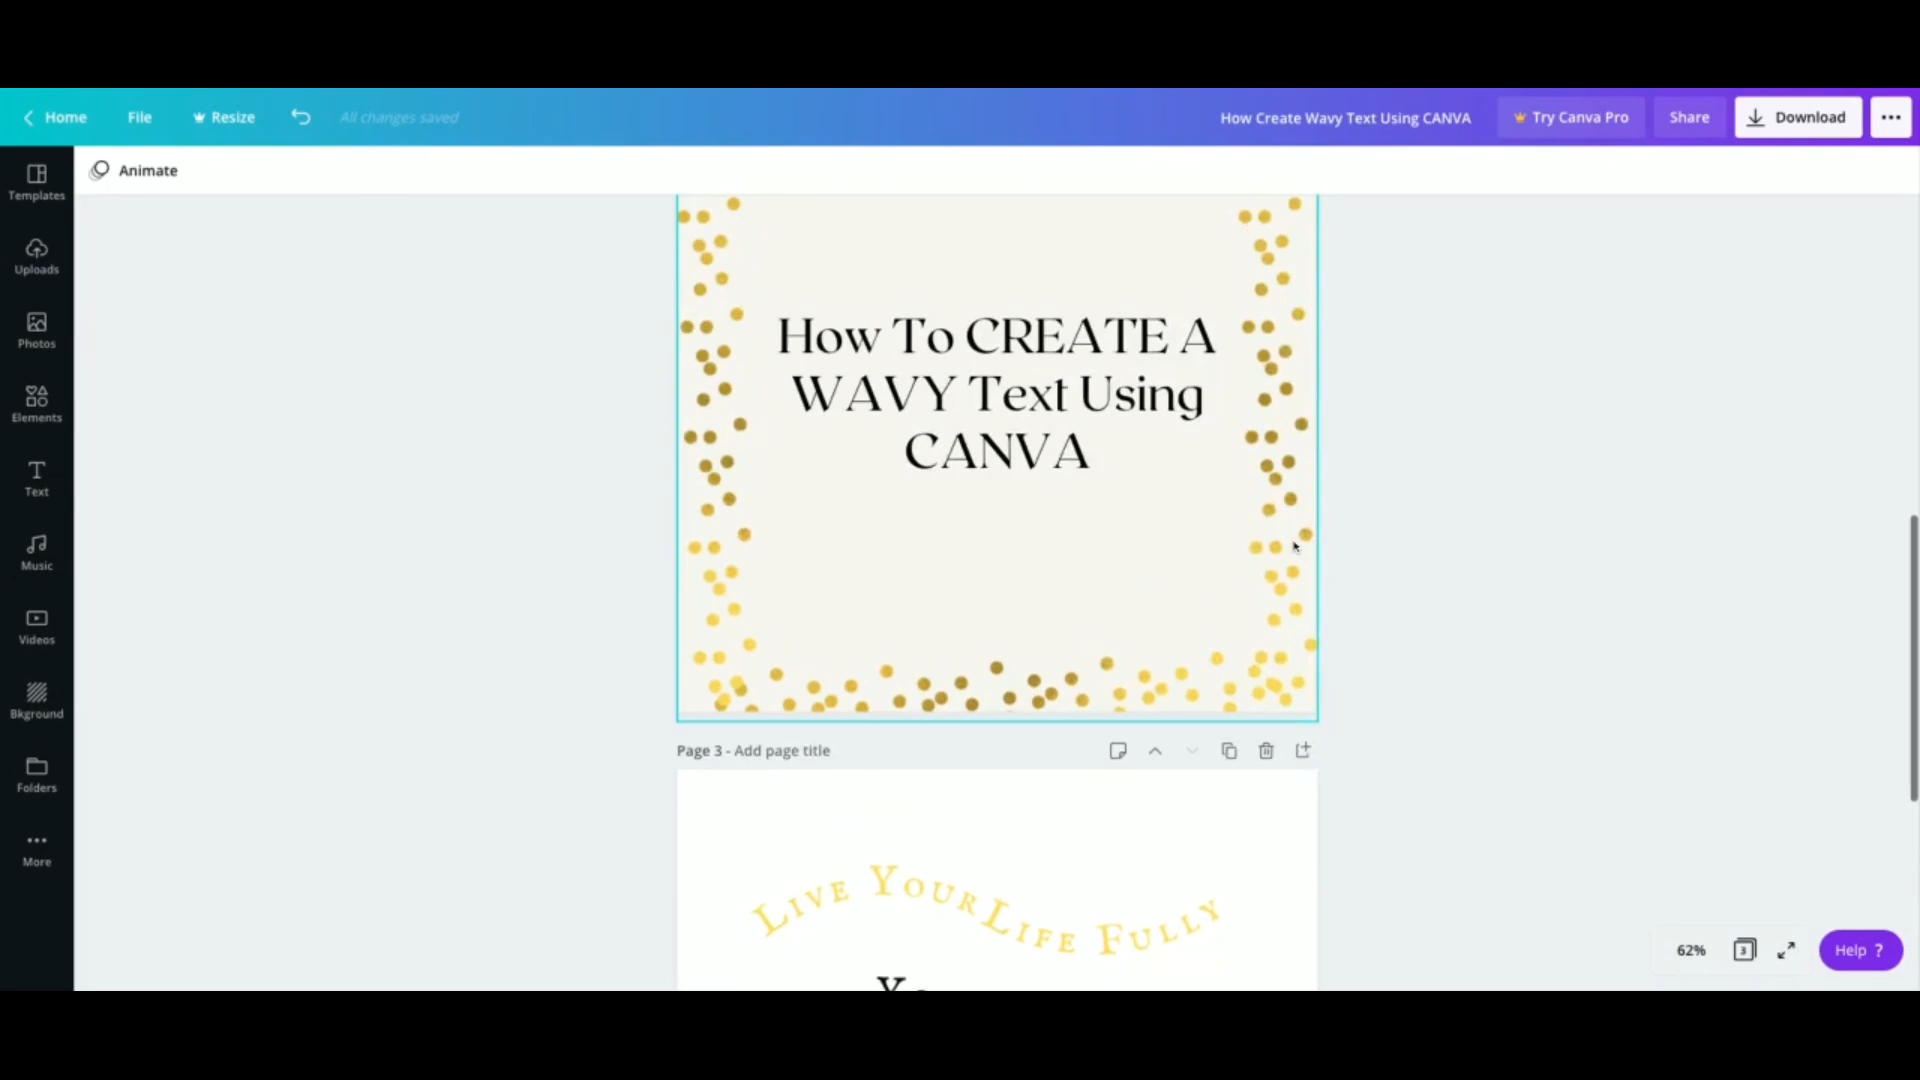 Home File Resize All changes saved How Create Wavy Text Using CANVA Try Canva Pro Share Download
Animate
Templates
Uploads
Photos
Elements
Text
Music
Videos
Bkground
Folders
More
How To CREATE A
WAVY Text Using
CANVA
Page 3 - Add page title
LIVE YOUR LIFE FULLY
62% 3 Help ?